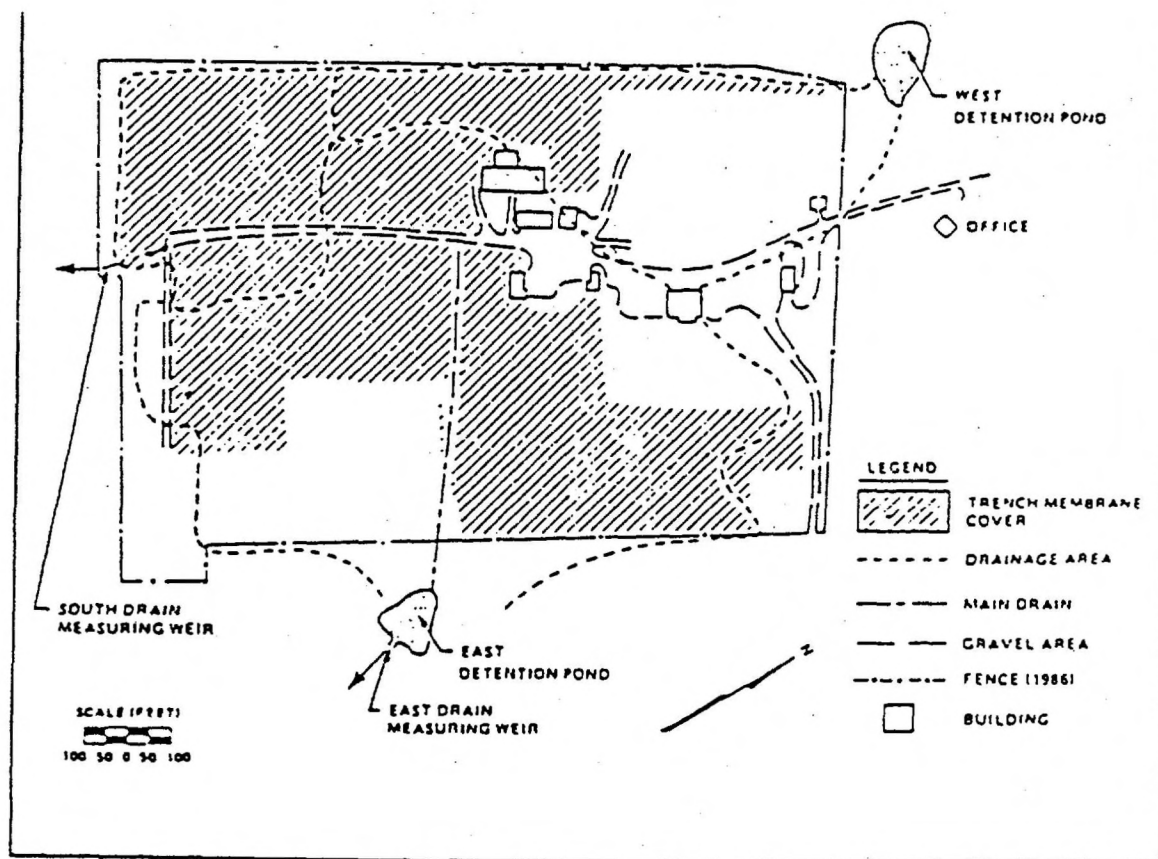 WEST
DETENTION POND
OFFICE
LEGEND
TRENCH MEMBRANE
COVER
DRAINAGE AREA
MAIN DRAIN
GRAVEL AREA
FENCE (1986)
BUILDING
SOUTH DRAIN
MEASURING WEIR
EAST
DETENTION POND
EAST DRAIN
MEASURING WEIR
N
SCALE (FEET)
100 50 0 50 100